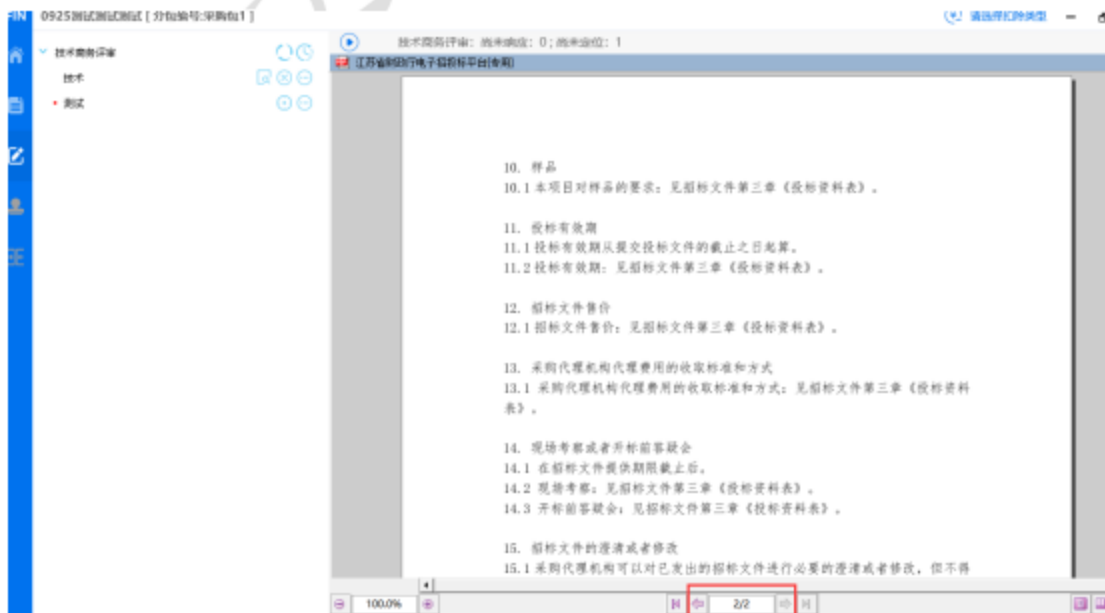 FIN
0925测试测试测试 [ 分包编号:采购包1 ]
请选择扣除类型
技术商务评审
技术
测试
技术商务评审: 尚未响应: 0 ; 尚未定位: 1
江苏省财政厅电子招投标平台(专用)
10. 样品
10.1 本项目对样品的要求: 见招标文件第三章《投标资料表》。
11. 投标有效期
11.1 投标有效期从提交投标文件的截止之日起算。
11.2 投标有效期: 见招标文件第三章《投标资料表》。
12. 招标文件售价
12.1 招标文件售价: 见招标文件第三章《投标资料表》。
13. 采购代理机构代理费用的收取标准和方式
13.1 采购代理机构代理费用的收取标准和方式: 见招标文件第三章《投标资料
表》。
14. 现场考察或者开标前答疑会
14.1 在招标文件提供期限截止后。
14.2 现场考察: 见招标文件第三章《投标资料表》。
14.3 开标前答疑会: 见招标文件第三章《投标资料表》。
15. 招标文件的澄清或者修改
15.1 采购代理机构可以对已发出的招标文件进行必要的澄清或者修改, 但不得
100.0%
2/2